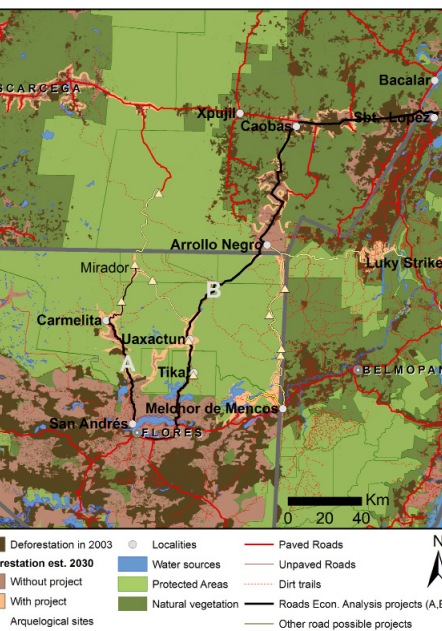 SCARCEGA
Bacalar
Xpujil
Caobas
Sbt. Lopez
Arrollo Negro
Luky Strike
Mirador
B
Carmelita
Uaxactun
A
Tikal
BELMOPAN
Melchor de Mencos
San Andrés
FLORES
Km
0 20 40
N
Deforestation in 2003
restation est. 2030
Without project
With project
Arquelogical sites
Localities
Water sources
Protected Areas
Natural vegetation
Paved Roads
Unpaved Roads
Dirt trails
Roads Econ. Analysis projects (A,B
Other road possible projects